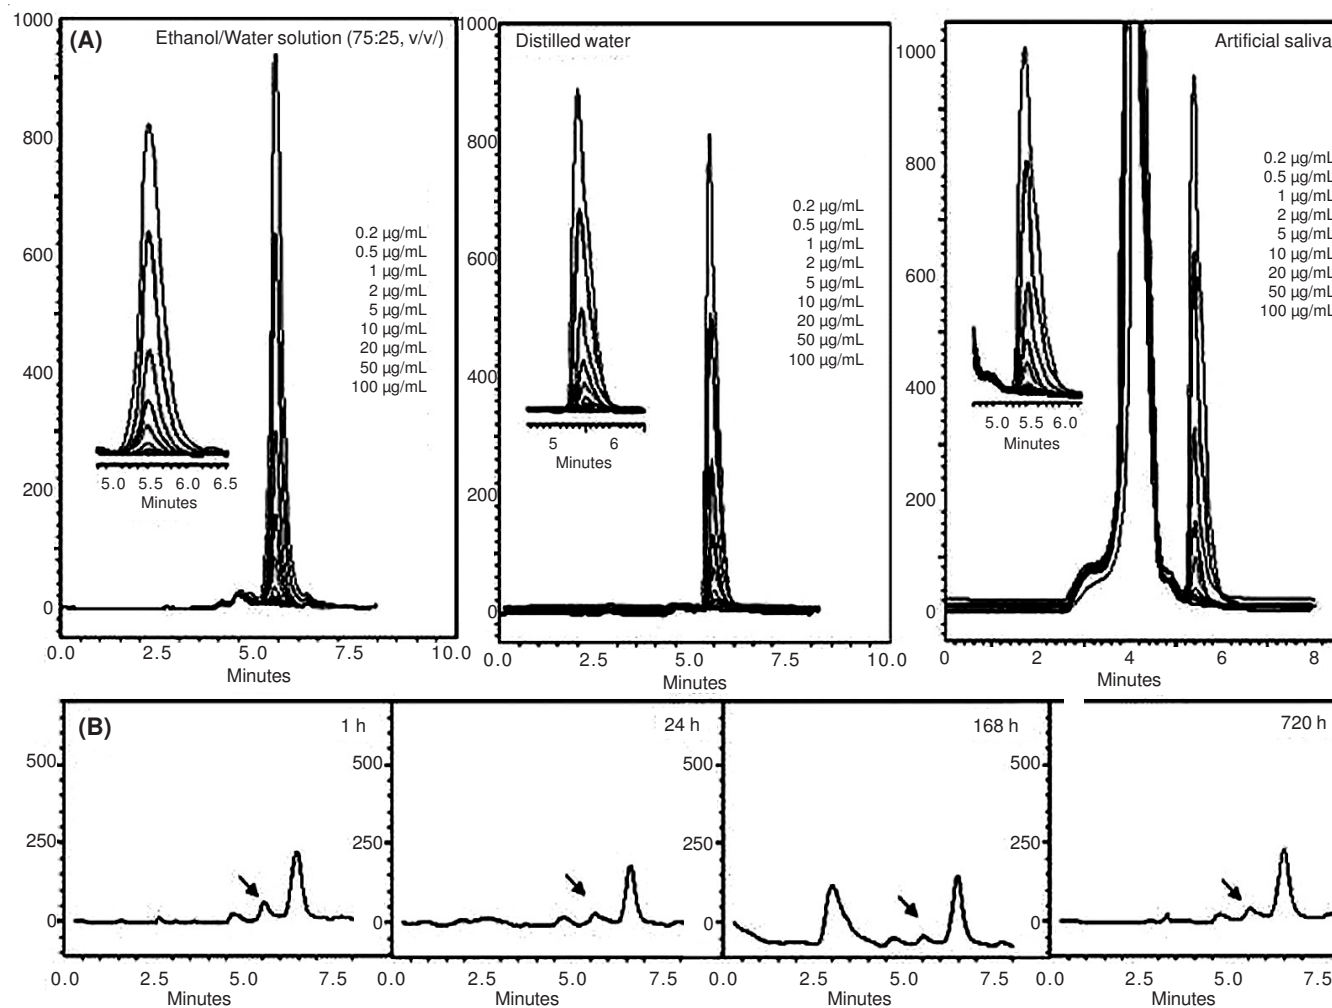 (A)
Ethanol/Water solution (75:25, v/v/)
1000
800
600
400
200
0
0.2 µg/mL
0.5 µg/mL
1 µg/mL
2 µg/mL
5 µg/mL
10 µg/mL
20 µg/mL
50 µg/mL
100 µg/mL
5.0 5.5 6.0 6.5
Minutes
0.0 2.5 5.0 7.5 10.0
Minutes
Distilled water
1000
800
600
400
200
0
0.2 µg/mL
0.5 µg/mL
1 µg/mL
2 µg/mL
5 µg/mL
10 µg/mL
20 µg/mL
50 µg/mL
100 µg/mL
5 6
Minutes
0.0 2.5 5.0 7.5 10.0
Minutes
Artificial saliva
1000
800
600
400
200
0
0.2 µg/mL
0.5 µg/mL
1 µg/mL
2 µg/mL
5 µg/mL
10 µg/mL
20 µg/mL
50 µg/mL
100 µg/mL
5.0 5.5 6.0
0 2 4 6 8
Minutes
(B)
1 h
500
250
0
0.0 2.5 5.0 7.5
Minutes
24 h
500
250
0
0.0 2.5 5.0 7.5
Minutes
168 h
500
250
0
0.0 2.5 5.0 7.5
Minutes
720 h
500
250
0
0.0 2.5 5.0 7.5
Minutes